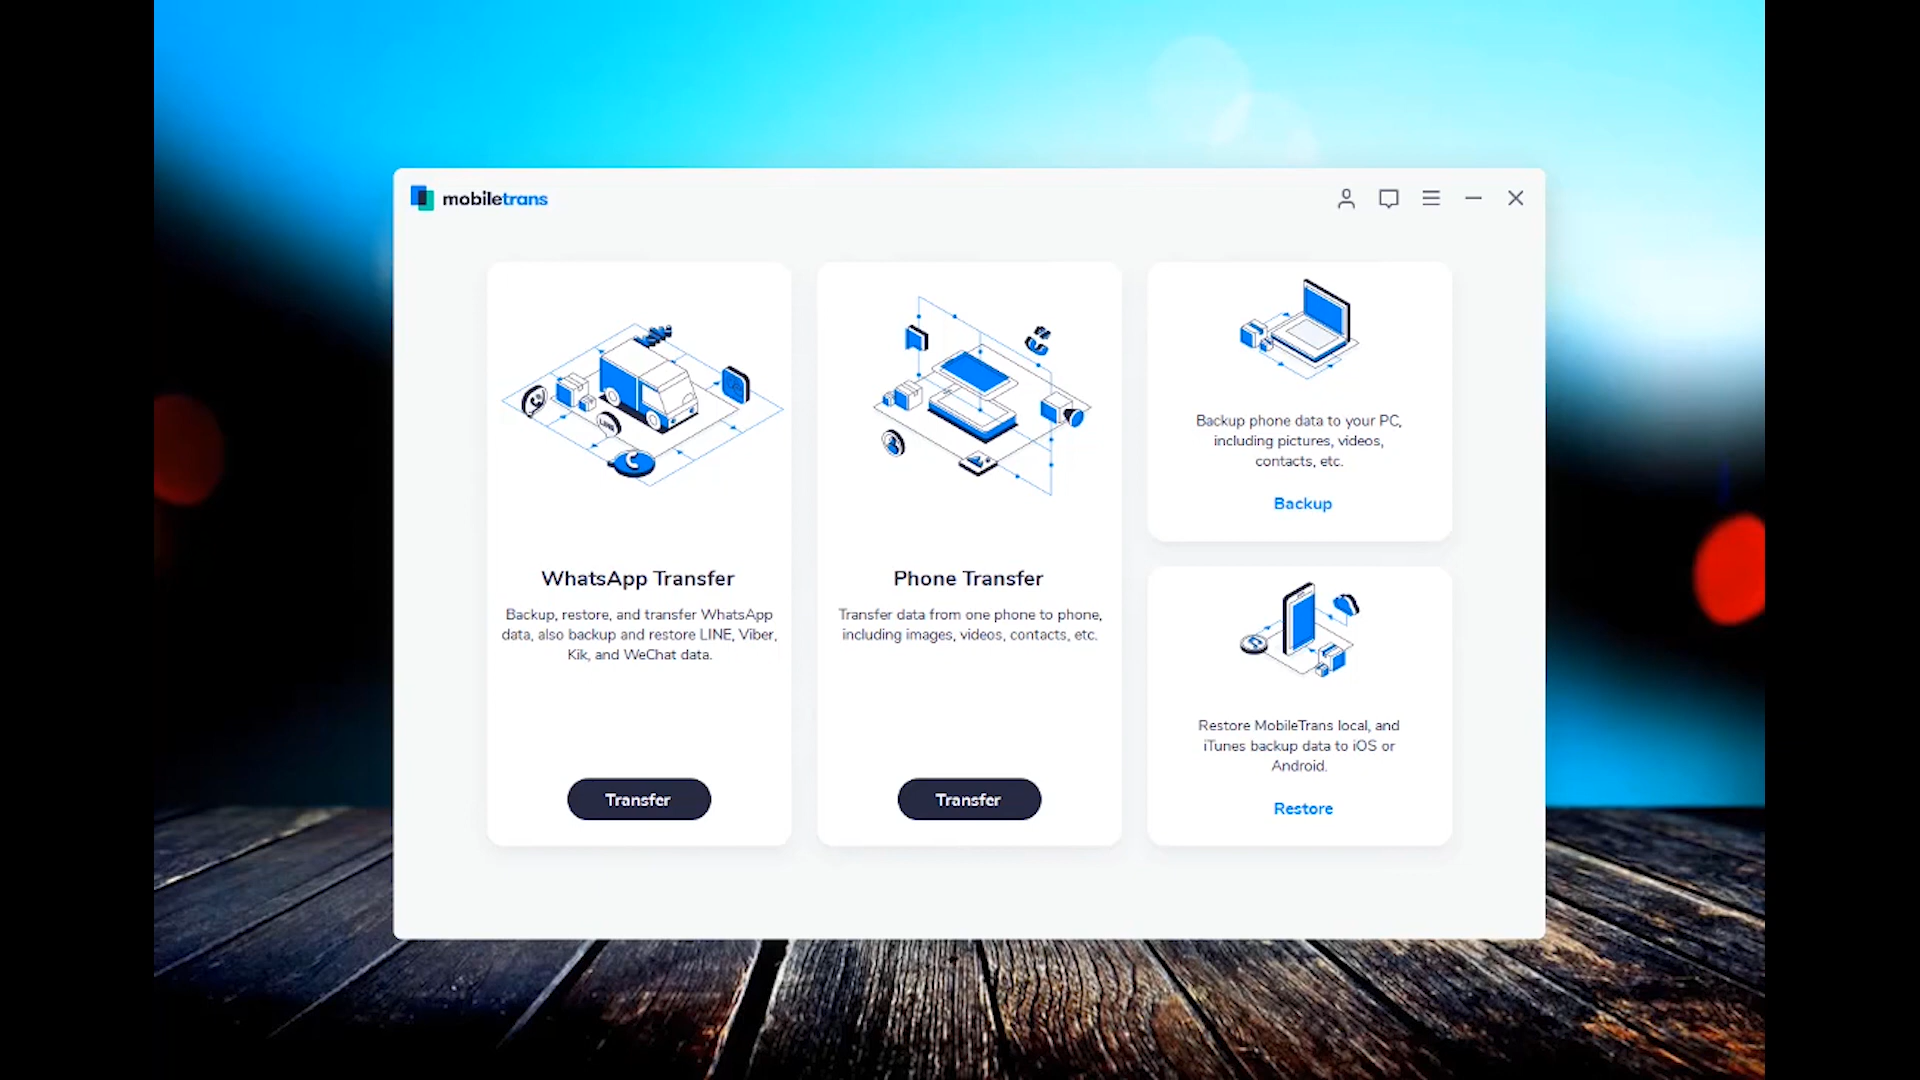 mobiletrans
WhatsApp Transfer
Backup, restore, and transfer WhatsApp
data, also backup and restore LINE, Viber,
Kik, and WeChat data.
Transfer
Phone Transfer
Transfer data from one phone to phone,
including images, videos, contacts, etc.
Transfer
Backup phone data to your PC,
including pictures, videos,
contacts, etc.
Backup
Restore MobileTrans local, and
iTunes backup data to iOS or
Android.
Restore